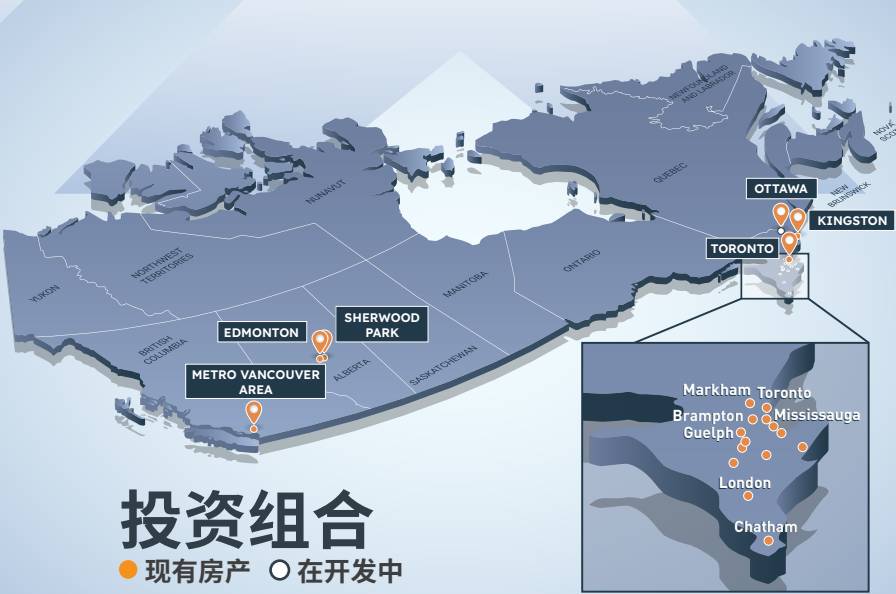 NEWFOUNDLAND
AND LABRADOR
NOVA
QUEBEC
NEW
BRUNSWICK
OTTAWA
KINGSTON
TORONTO
NUNAVUT
NORTHWEST
TERRITORIES
YUKON
ONTARIO
MANITOBA
SHERWOOD
PARK
EDMONTON
BRITISH
COLUMBIA
ALBERTA
SASKATCHEWAN
METRO VANCOUVER
AREA
Markham
Toronto
Brampton
Mississauga
Guelph
London
Chatham
投资组合
现有房产
在开发中